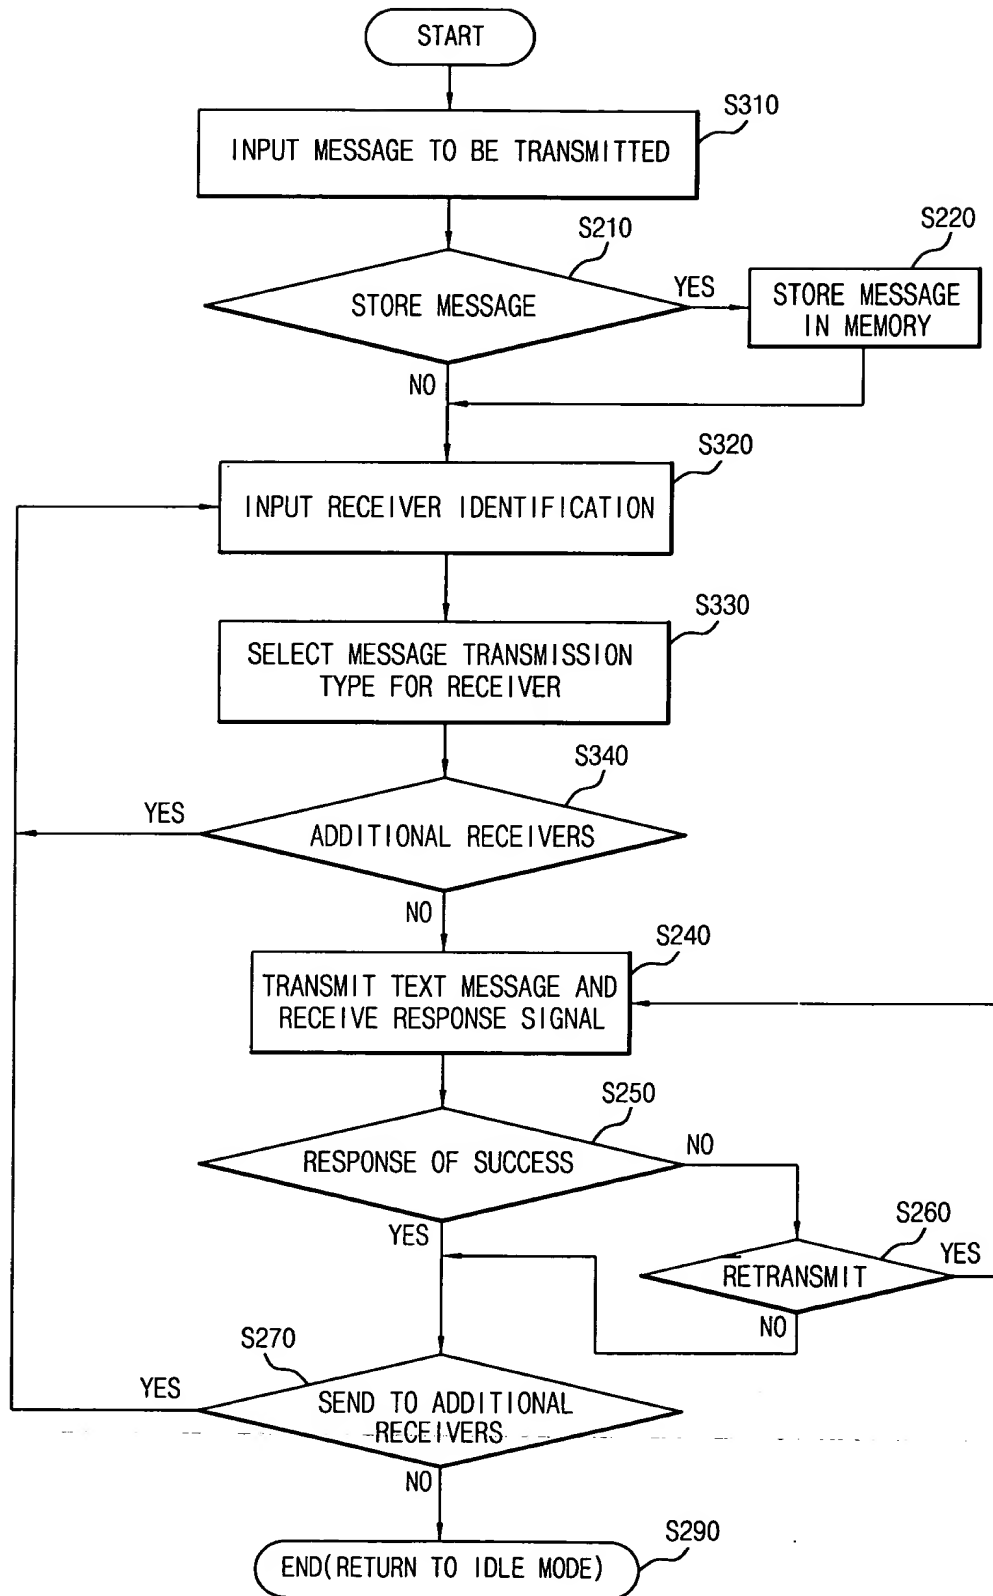 START
S310
INPUT MESSAGE TO BE TRANSMITTED
S210
S220
STORE MESSAGE
YES
STORE MESSAGE
IN MEMORY
NO
S320
INPUT RECEIVER IDENTIFICATION
S330
SELECT MESSAGE TRANSMISSION
TYPE FOR RECEIVER
S340
YES
ADDITIONAL RECEIVERS
NO
S240
TRANSMIT TEXT MESSAGE AND
RECEIVE RESPONSE SIGNAL
S250
RESPONSE OF SUCCESS
NO
YES
S260
RETRANSMIT
YES
NO
S270
YES
SEND TO ADDITIONAL
RECEIVERS
NO
S290
END(RETURN TO IDLE MODE)